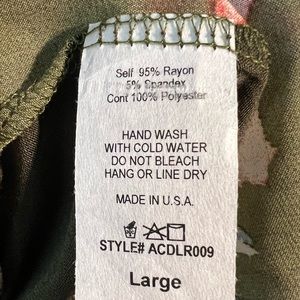 Self 95% Rayon
5% Spandex
Cont 100% Polyester
HAND WASH
WITH COLD WATER
DO NOT BLEACH
HANG OR LINE DRY
MADE IN U.S.A.
STYLE# ACDLR009
Large